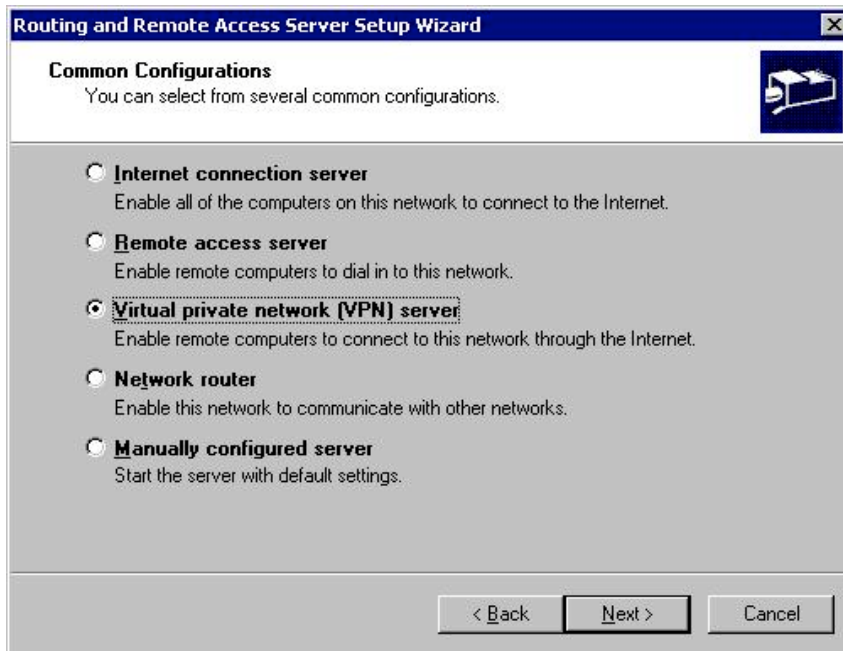 Routing and Remote Access Server Setup Wizard
Common Configurations
You can select from several common configurations.
Internet connection server
Enable all of the computers on this network to connect to the Internet.
Remote access server
Enable remote computers to dial in to this network.
Virtual private network (VPN) server
Enable remote computers to connect to this network through the Internet.
Network router
Enable this network to communicate with other networks.
Manually configured server
Start the server with default settings.
< Back Next > Cancel